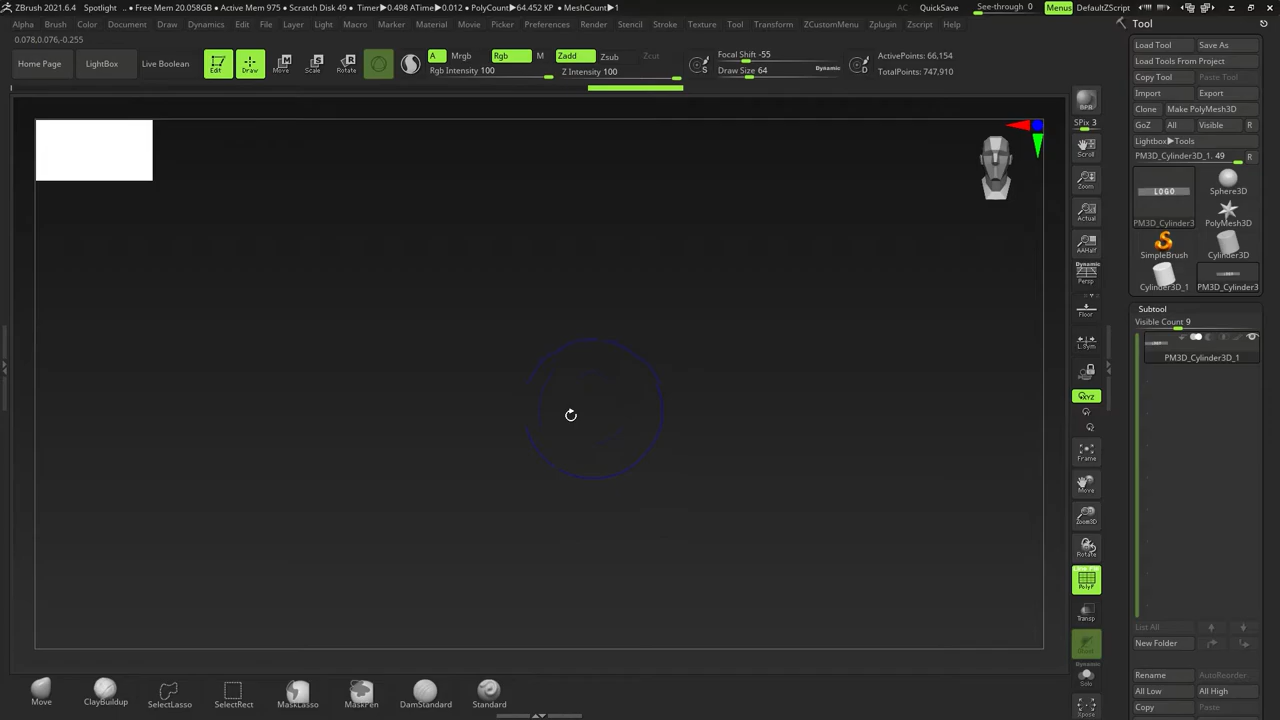 ZBrush 2021.6.4 Spotlight .. • Free Mem 20.058GB • Active Mem 975 • Scratch Disk 49 • Timer▶0.498 ATime▶0.012 • PolyCount▶64.452 KP • MeshCount▶1 AC QuickSave See-through 0 Menus DefaultZScript
Alpha Brush Color Document Draw Dynamics Edit File Layer Light Macro Marker Material Movie Picker Preferences Render Stencil Stroke Texture Tool Transform ZCustomMenu Zplugin Zscript Help
0.078,0.076,-0.255
Home Page LightBox Live Boolean Edit Draw Move Scale Rotate
A Mrgb Rgb M Zadd Zsub Zcut
Rgb Intensity 100 Z Intensity 100
S Focal Shift -55
Draw Size 64 Dynamic D
ActivePoints: 66,154
TotalPoints: 747,910
BPR
SPix 3
Scroll
Zoom
Actual
AAHalf
Dynamic
Persp
Floor
L.Sym
XYZ
Frame
Move
Zoom3D
Rotate
Line Fill
PolyF
Transp
Ghost
Dynamic
Solo
Xpose
Tool
Load Tool Save As
Load Tools From Project
Copy Tool Paste Tool
Import Export
Clone Make PolyMesh3D
GoZ All Visible R
Lightbox▶Tools
PM3D_Cylinder3D_1. 49 R
LOGO
PM3D_Cylinder3
Sphere3D
PolyMesh3D
SimpleBrush Cylinder3D
Cylinder3D_1 PM3D_Cylinder3
Subtool
Visible Count 9
PM3D_Cylinder3D_1
List All
New Folder
Rename AutoReorder
All Low All High
Copy Paste
Move ClayBuildup SelectLasso SelectRect MaskLasso MaskPen DamStandard Standard